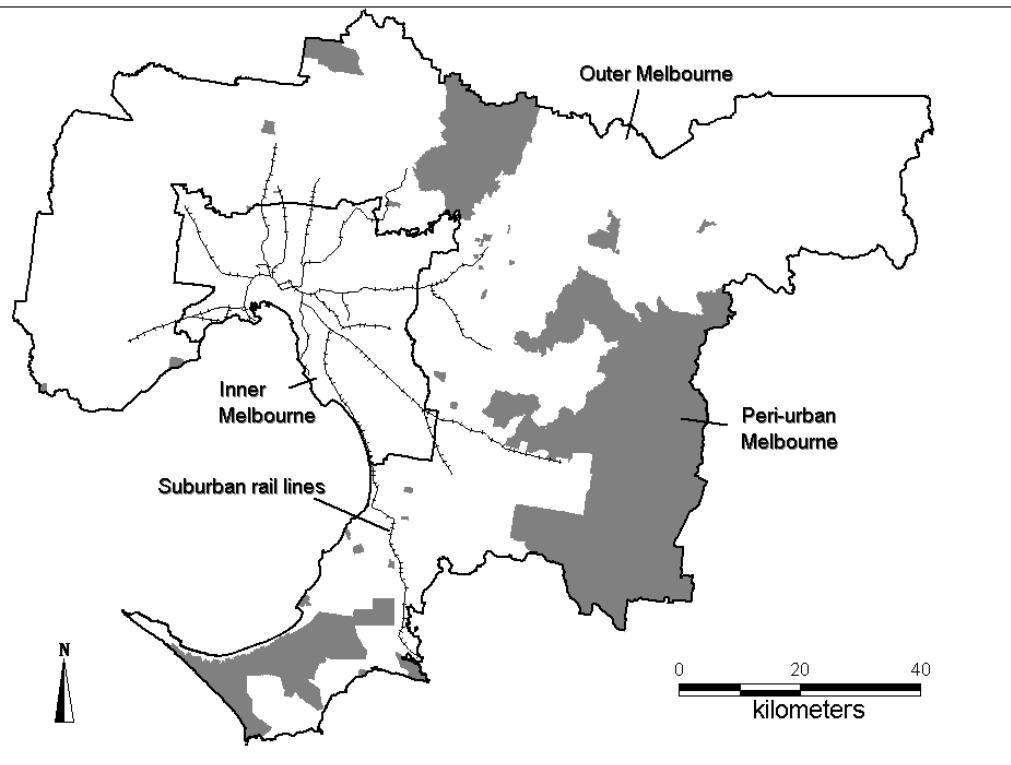 Outer Melbourne
Inner
Melbourne
Peri-urban
Melbourne
Suburban rail lines
N
0 20 40
kilometers